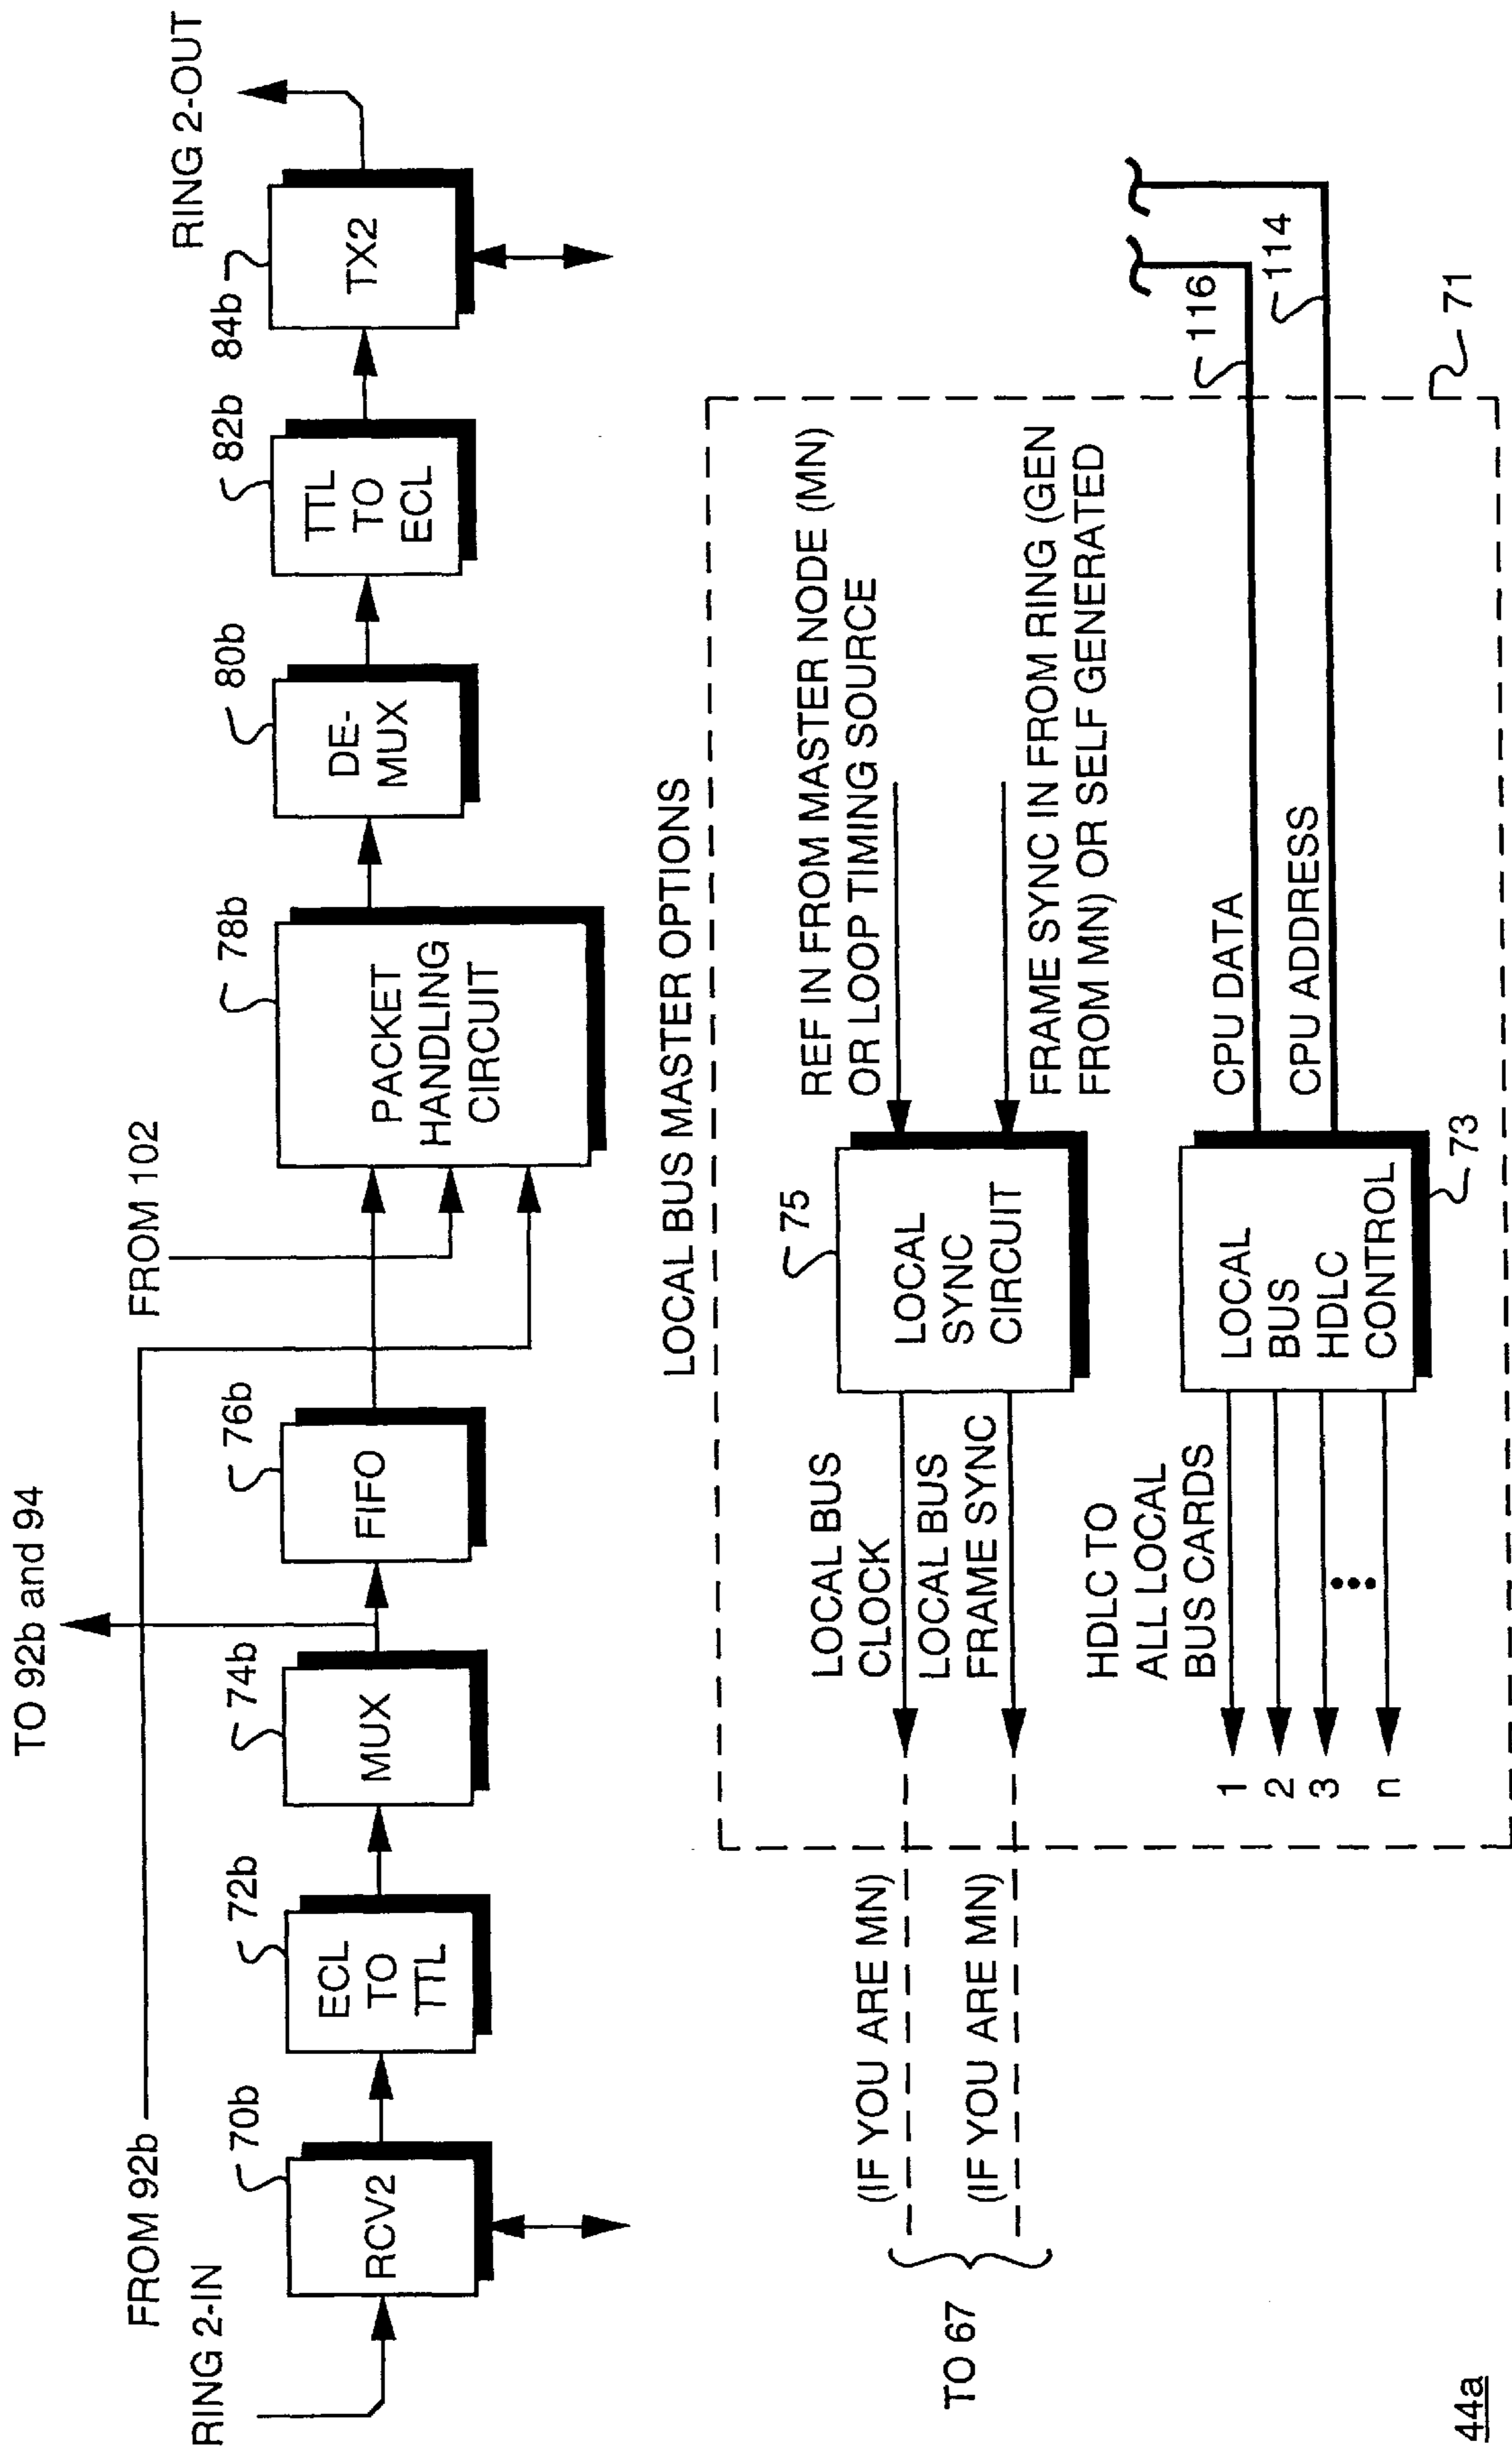 TO 92b and 94
FROM 92b
FROM 102
RING 2-IN
RING 2-OUT
70b
RCV2
72b
ECL
TO
TTL
74b
MUX
76b
FIFO
78b
PACKET
HANDLING
CIRCUIT
80b
DE-
MUX
82b
TTL
TO
ECL
84b
TX2
LOCAL BUS MASTER OPTIONS
71
TO 67
(IF YOU ARE MN)
(IF YOU ARE MN)
LOCAL BUS
CLOCK
LOCAL BUS
FRAME SYNC
75
LOCAL
SYNC
CIRCUIT
REF IN FROM MASTER NODE (MN)
OR LOOP TIMING SOURCE
FRAME SYNC IN FROM RING (GEN
FROM MN) OR SELF GENERATED
HDLC TO
ALL LOCAL
BUS CARDS
1
2
3
n
LOCAL
BUS
HDLC
CONTROL
73
CPU DATA
CPU ADDRESS
116
114
44a